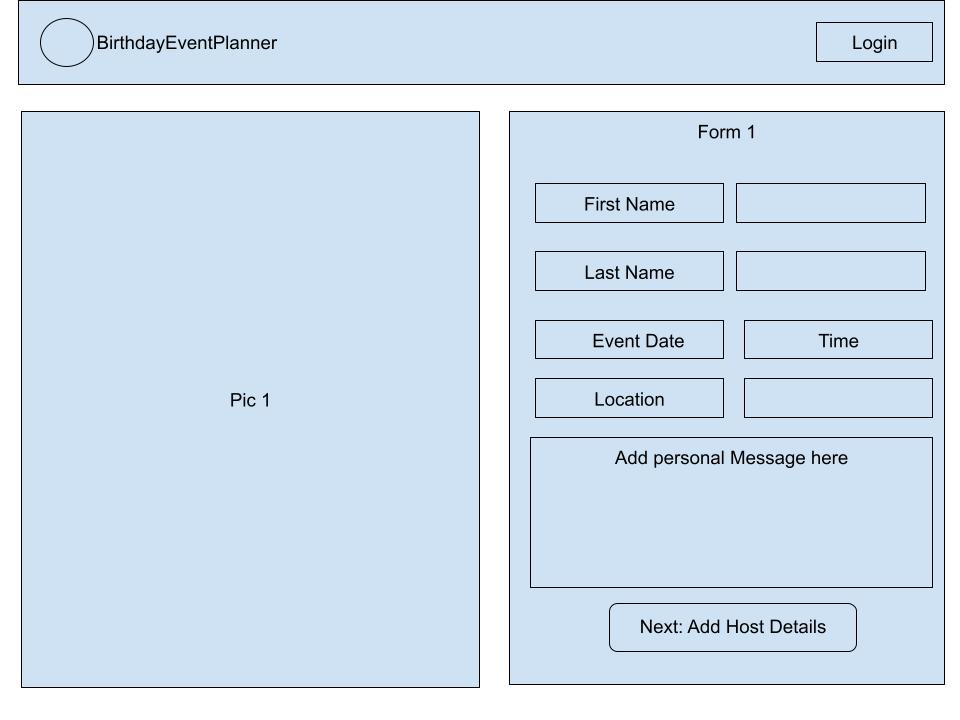 BirthdayEventPlanner
Login
Pic 1
Form 1
First Name
Last Name
Event Date
Time
Location
Add personal Message here
Next: Add Host Details